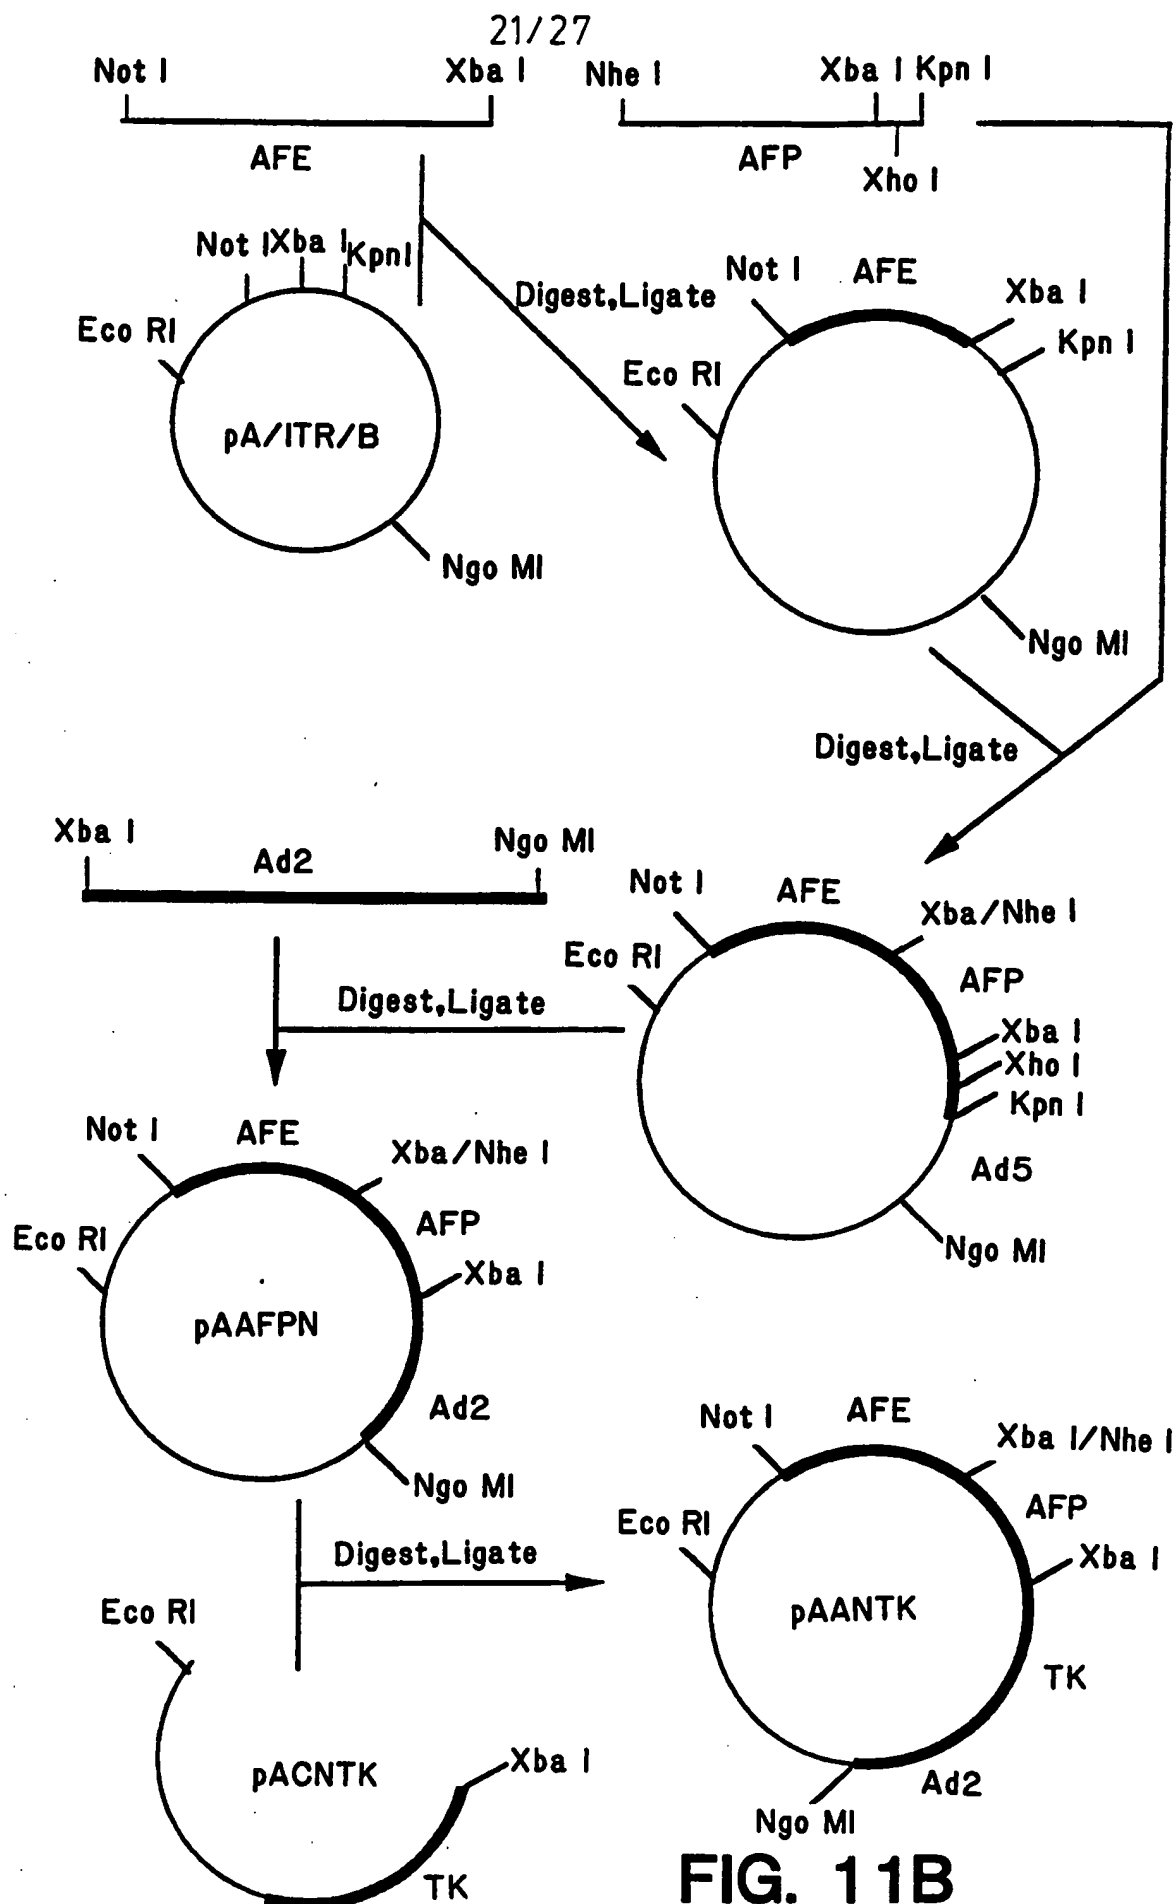 21/27
Not I
Xba I
Nhe I
Xba I
Kpn I
AFE
AFP
Xho I
Not I
Xba I
Kpn I
Eco RI
pA/ITR/B
Ngo MI
Digest,Ligate
Not I
AFE
Xba I
Kpn I
Eco RI
Ngo MI
Digest,Ligate
Xba I
Ad2
Ngo MI
Not I
AFE
Xba/Nhe I
Eco RI
AFP
Xba I
Xho I
Kpn I
Ad5
Ngo MI
Digest,Ligate
Not I
AFE
Xba/Nhe I
Eco RI
AFP
Xba I
pAAFPN
Ad2
Ngo MI
Digest,Ligate
Eco RI
pACNTK
Xba I
TK
Not I
AFE
Xba I/Nhe I
Eco RI
AFP
Xba I
pAANTK
TK
Ad2
Ngo MI
FIG. 11B